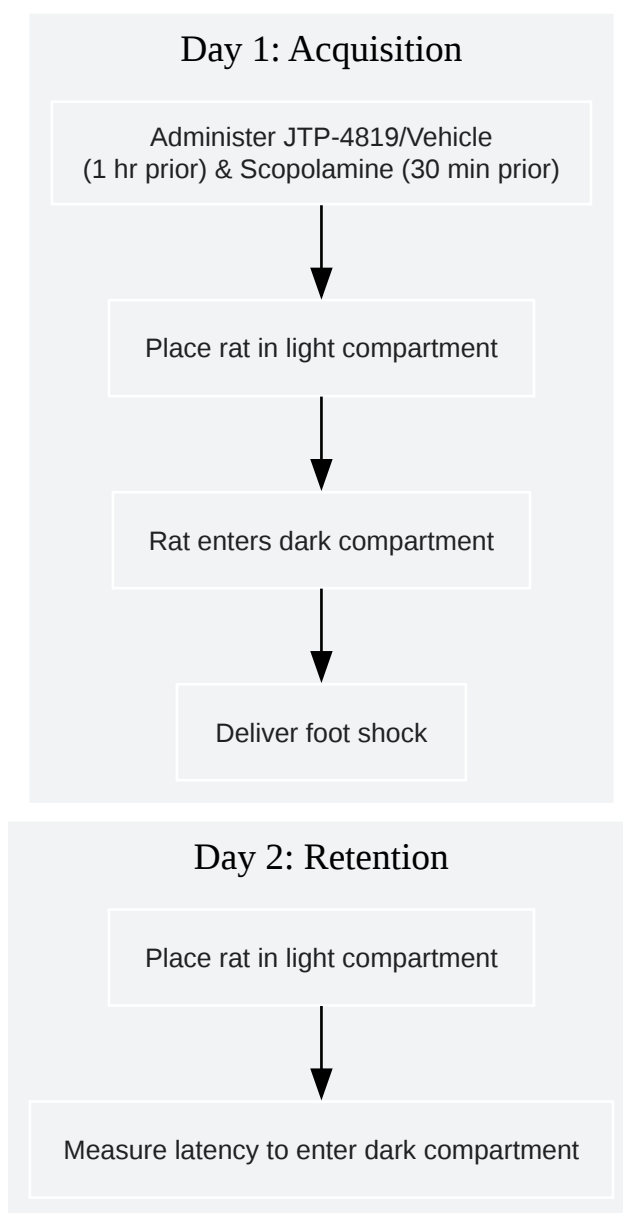 Day 1: Acquisition
Administer JTP-4819/Vehicle
(1 hr prior) & Scopolamine (30 min prior)
Place rat in light compartment
Rat enters dark compartment
Deliver foot shock
Day 2: Retention
Place rat in light compartment
Measure latency to enter dark compartment